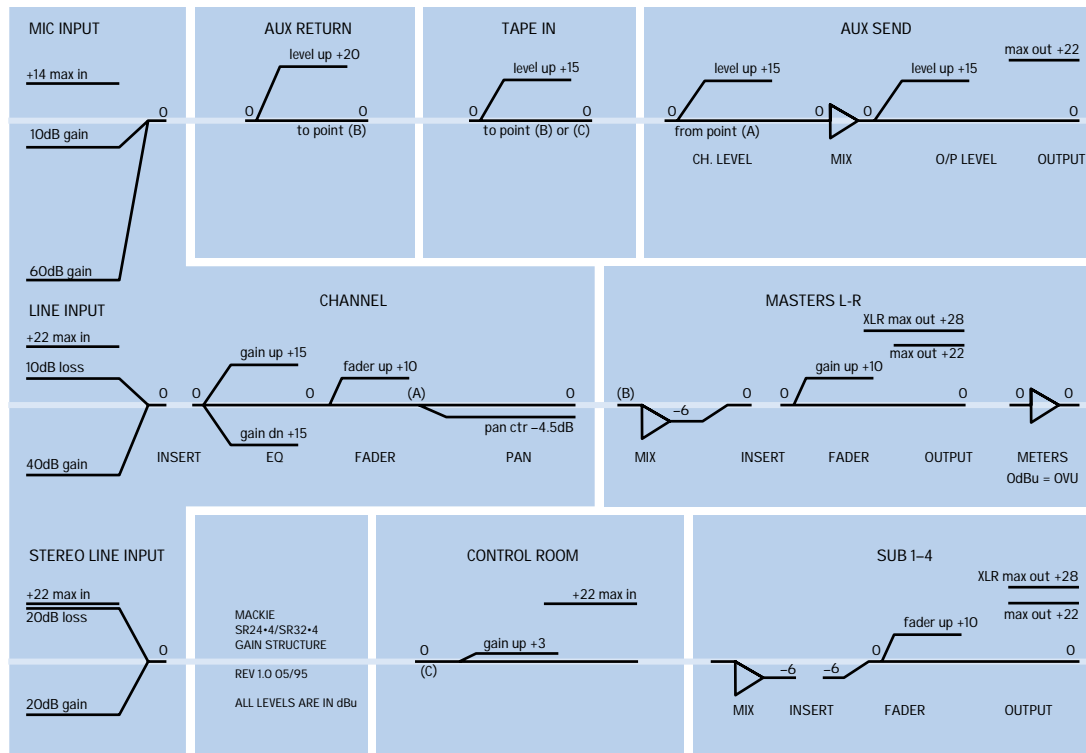 MIC INPUT
+14 max in
0
10dB gain
60dB gain
AUX RETURN
level up +20
0 0
to point (B)
TAPE IN
level up +15
0 0
to point (B) or (C)
AUX SEND
max out +22
level up +15 level up +15
0 0 0 0
from point (A)
CH. LEVEL MIX O/P LEVEL OUTPUT
LINE INPUT
+22 max in
10dB loss
0
40dB gain
CHANNEL
gain up +15
fader up +10
0 0 (A) 0
pan ctr –4.5dB
gain dn +15
INSERT EQ FADER PAN
MASTERS L-R
XLR max out +28
max out +22
gain up +10
(B) 0 0 0 0 0
–6
MIX INSERT FADER OUTPUT METERS
0dBu = 0VU
STEREO LINE INPUT
+22 max in
20dB loss
0
20dB gain
MACKIE
SR24•4/SR32•4
GAIN STRUCTURE
REV 1.0 05/95
ALL LEVELS ARE IN dBu
CONTROL ROOM
+22 max in
gain up +3
0
(C)
SUB 1–4
XLR max out +28
max out +22
fader up +10
0 0
–6 –6
MIX INSERT FADER OUTPUT